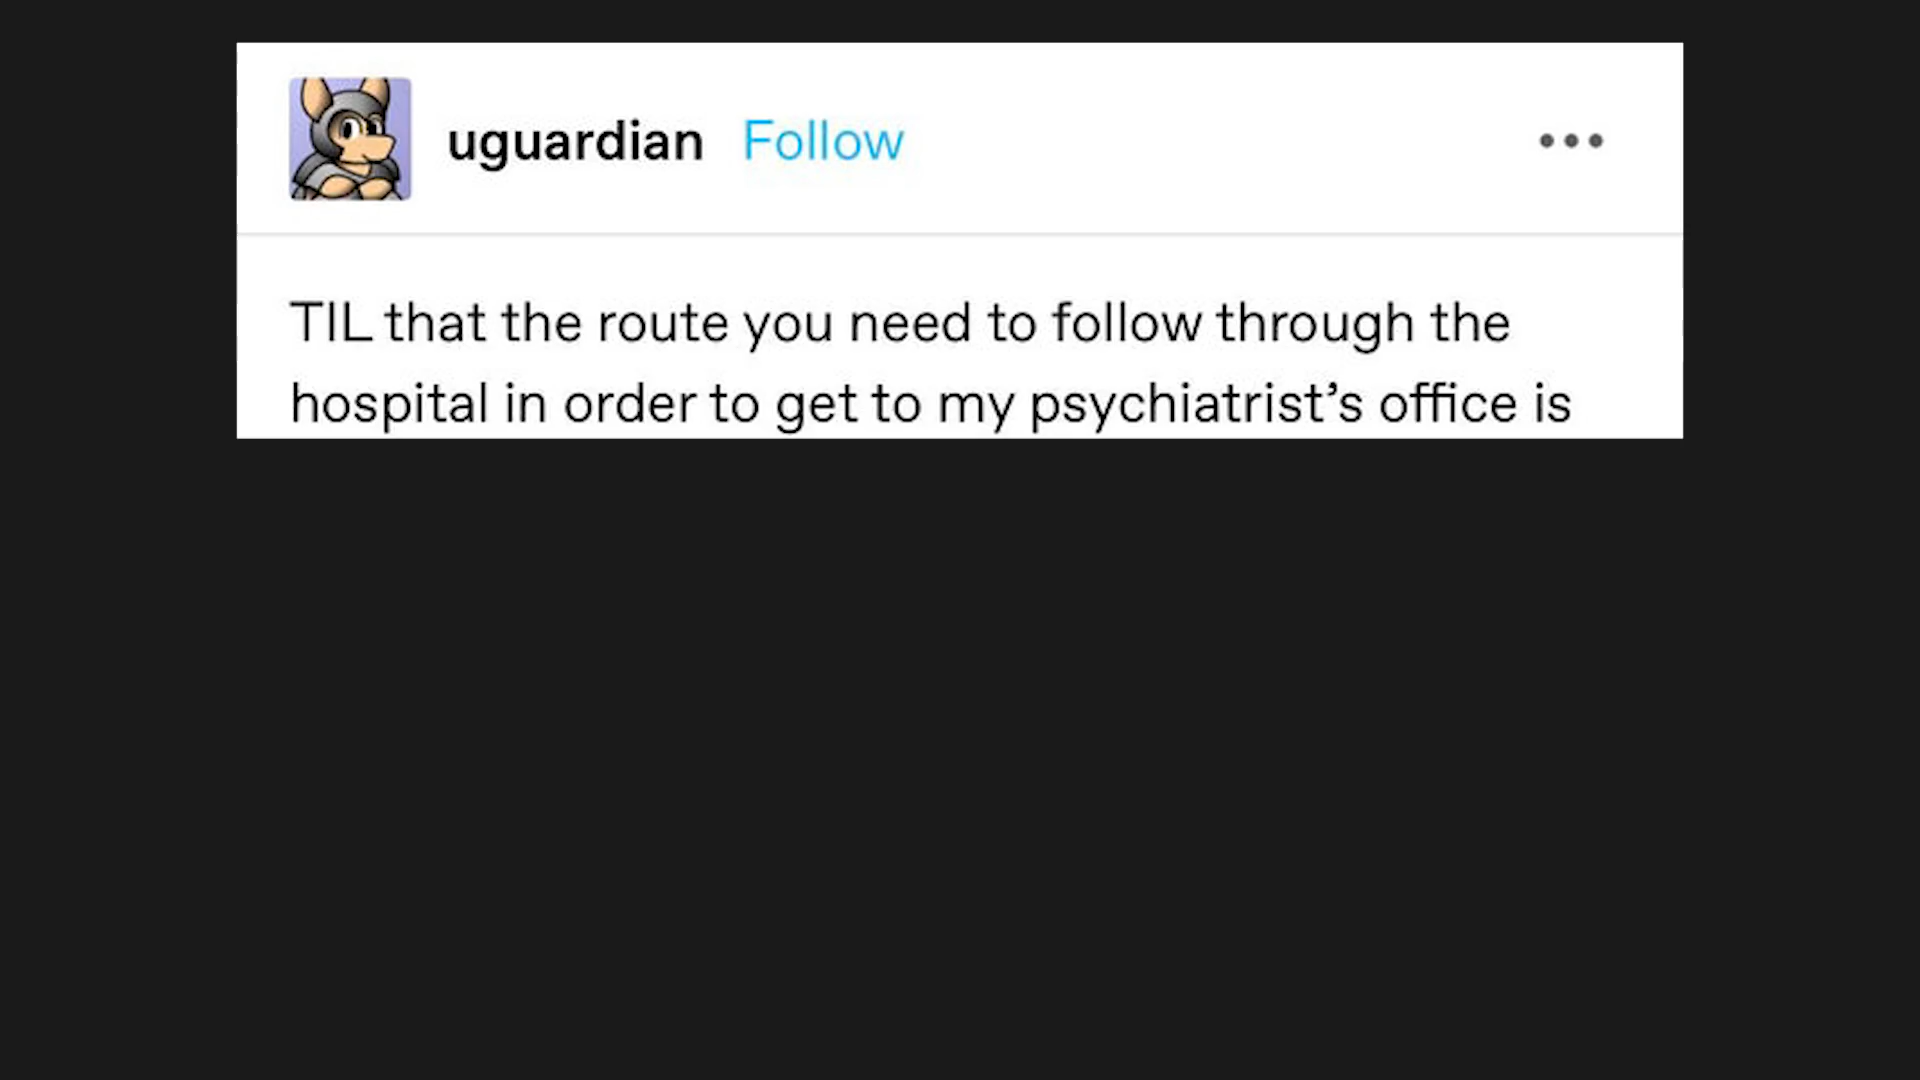 uguardian Follow
TIL that the route you need to follow through the
hospital in order to get to my psychiatrist’s office is